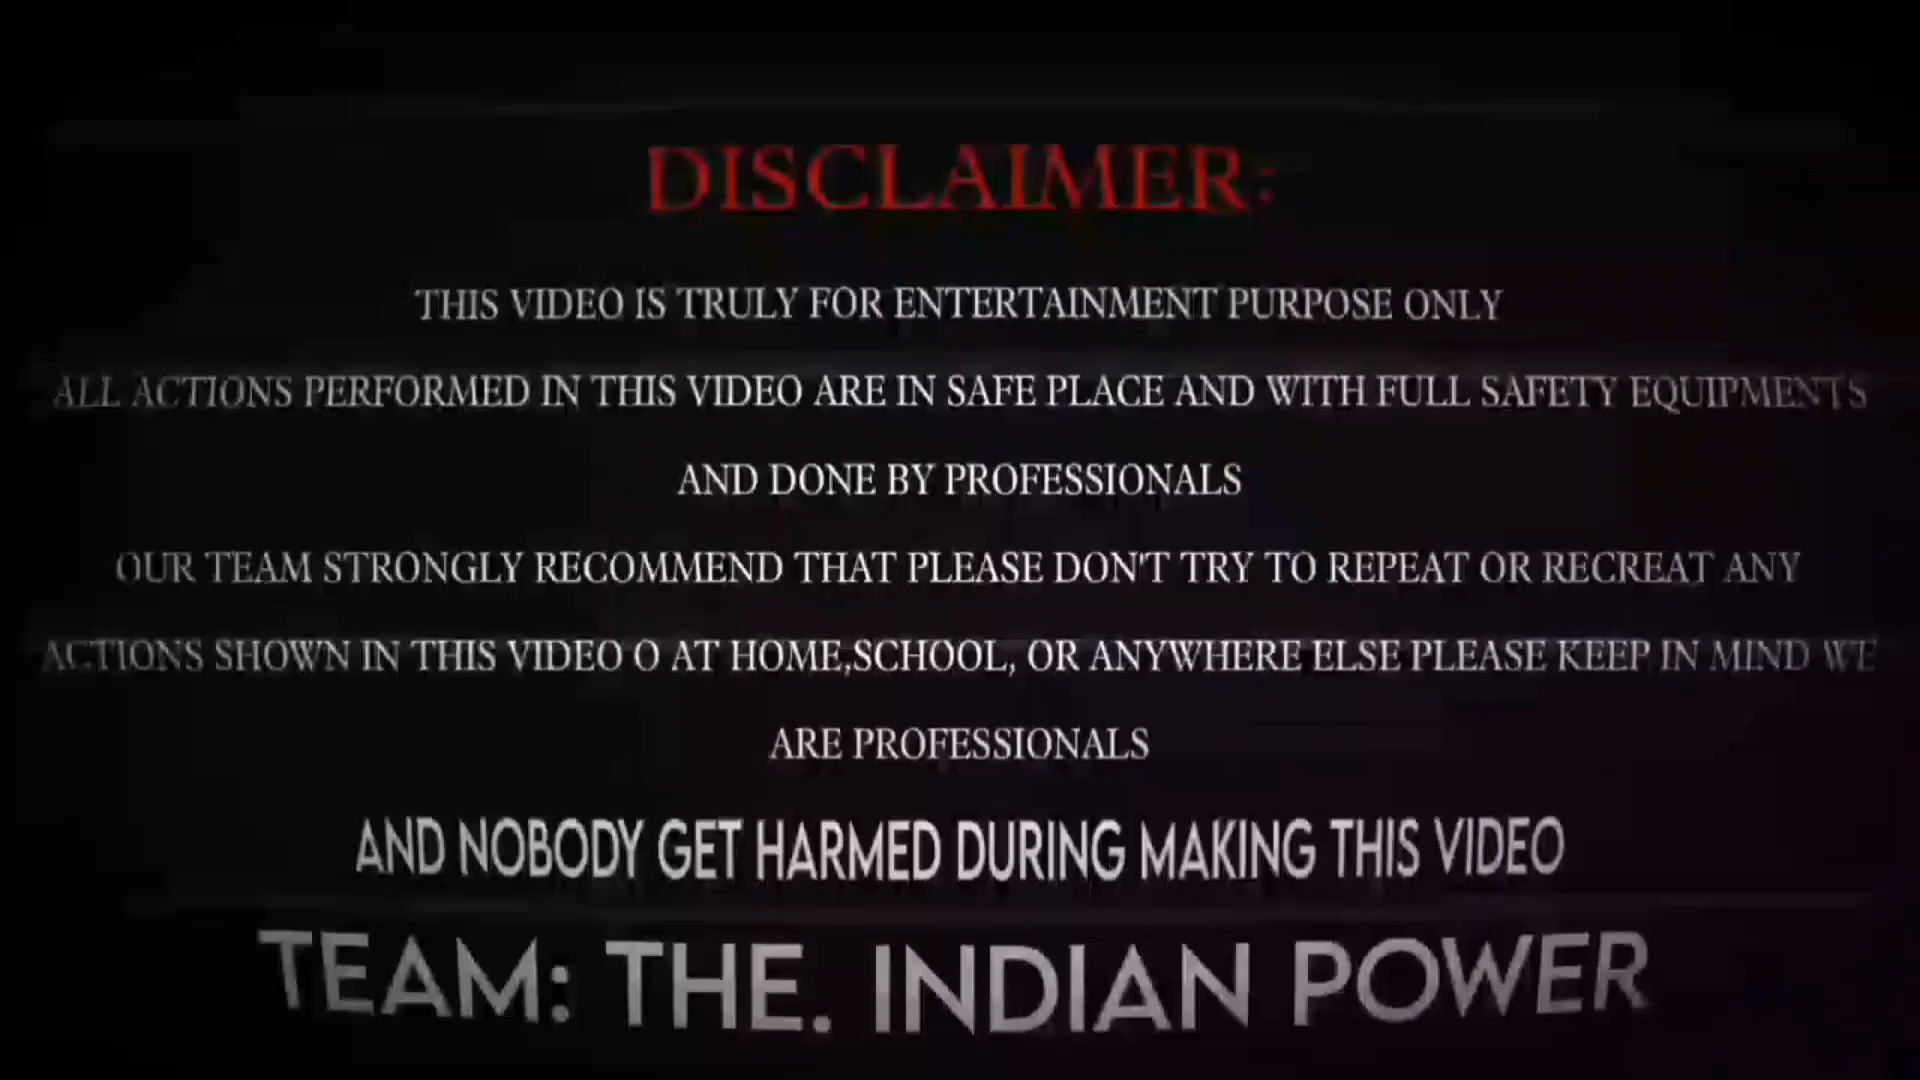 DISCLAIMER:
THIS VIDEO IS TRULY FOR ENTERTAINMENT PURPOSE ONLY
ALL ACTIONS PERFORMED IN THIS VIDEO ARE IN SAFE PLACE AND WITH FULL SAFETY EQUIPMENTS
AND DONE BY PROFESSIONALS
OUR TEAM STRONGLY RECOMMEND THAT PLEASE DON'T TRY TO REPEAT OR RECREAT ANY
ACTIONS SHOWN IN THIS VIDEO O AT HOME,SCHOOL, OR ANYWHERE ELSE PLEASE KEEP IN MIND WE
ARE PROFESSIONALS
AND NOBODY GET HARMED DURING MAKING THIS VIDEO
TEAM: THE. INDIAN POWER